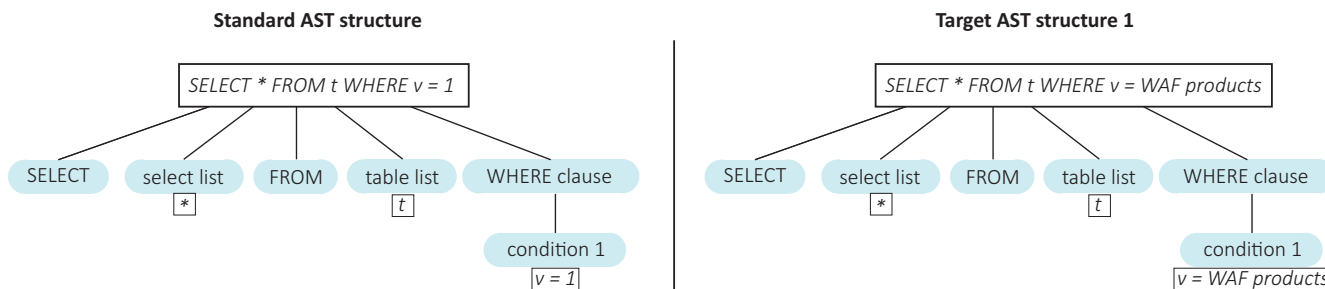 Standard AST structure
SELECT * FROM t WHERE v = 1
SELECT select list FROM table list WHERE clause
* t
condition 1
v = 1
Target AST structure 1
SELECT * FROM t WHERE v = WAF products
SELECT select list FROM table list WHERE clause
* t
condition 1
v = WAF products